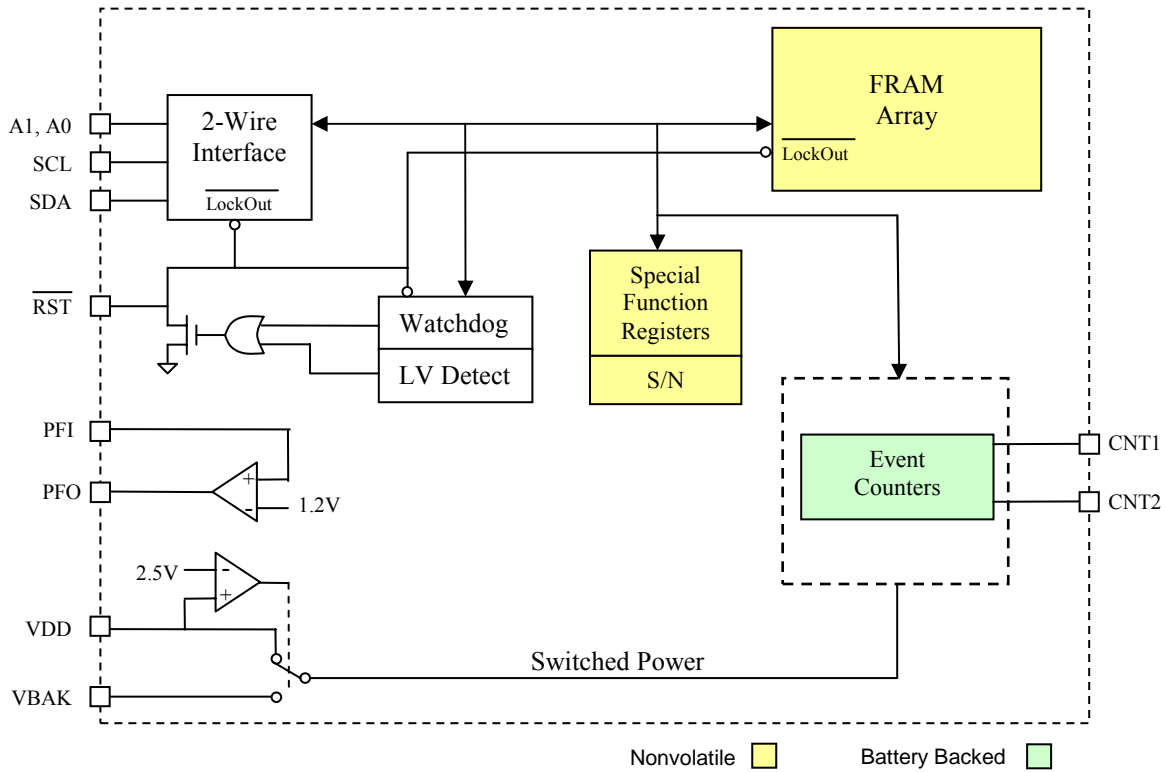 FRAM
Array
LockOut
2-Wire
Interface
LockOut
A1, A0
SCL
SDA
RST
Watchdog
LV Detect
Special
Function
Registers
S/N
PFI
PFO
+
-
1.2V
Event
Counters
CNT1
CNT2
2.5V
-
+
VDD
VBAK
Switched Power
Nonvolatile
Battery Backed